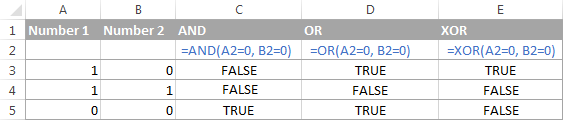 A B C D E
1 Number 1 Number 2 AND OR XOR
2 =AND(A2=0, B2=0) =OR(A2=0, B2=0) =XOR(A2=0, B2=0)
3 1 0 FALSE TRUE TRUE
4 1 1 FALSE FALSE FALSE
5 0 0 TRUE TRUE FALSE